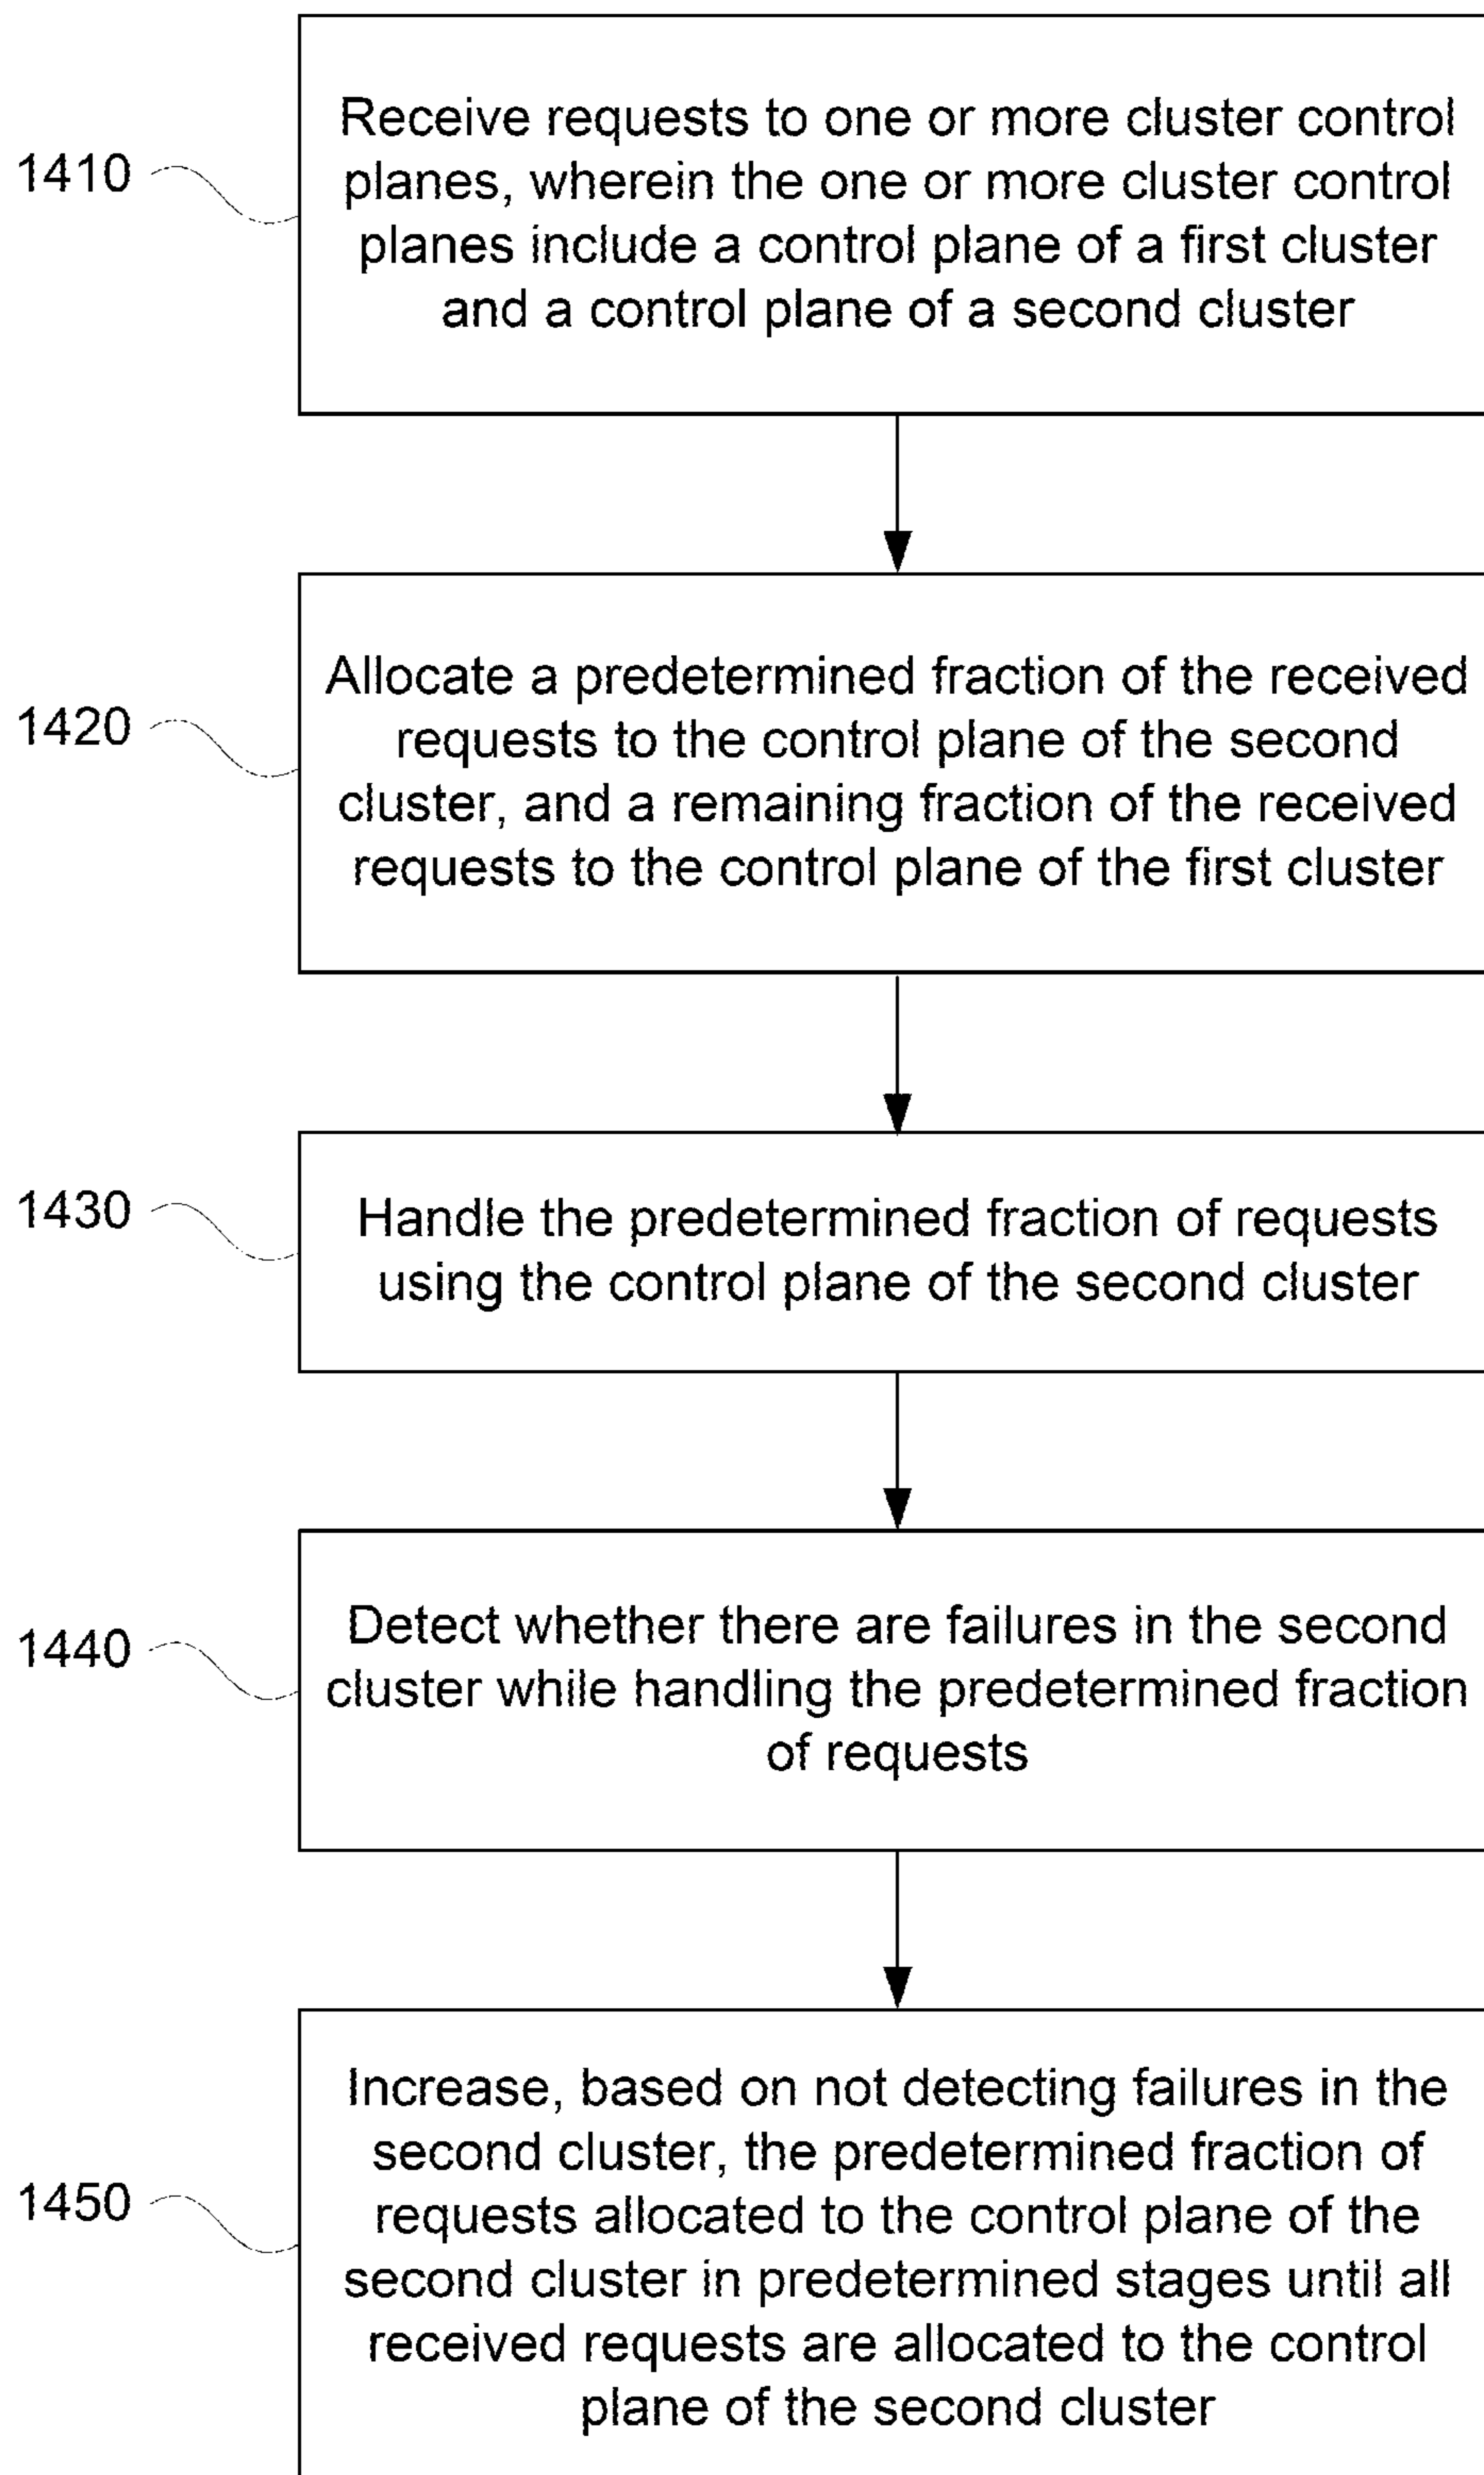 1410
Receive requests to one or more cluster control
planes, wherein the one or more cluster control
planes include a control plane of a first cluster
and a control plane of a second cluster
1420
Allocate a predetermined fraction of the received
requests to the control plane of the second
cluster, and a remaining fraction of the received
requests to the control plane of the first cluster
1430
Handle the predetermined fraction of requests
using the control plane of the second cluster
1440
Detect whether there are failures in the second
cluster while handling the predetermined fraction
of requests
1450
Increase, based on not detecting failures in the
second cluster, the predetermined fraction of
requests allocated to the control plane of the
second cluster in predetermined stages until all
received requests are allocated to the control
plane of the second cluster